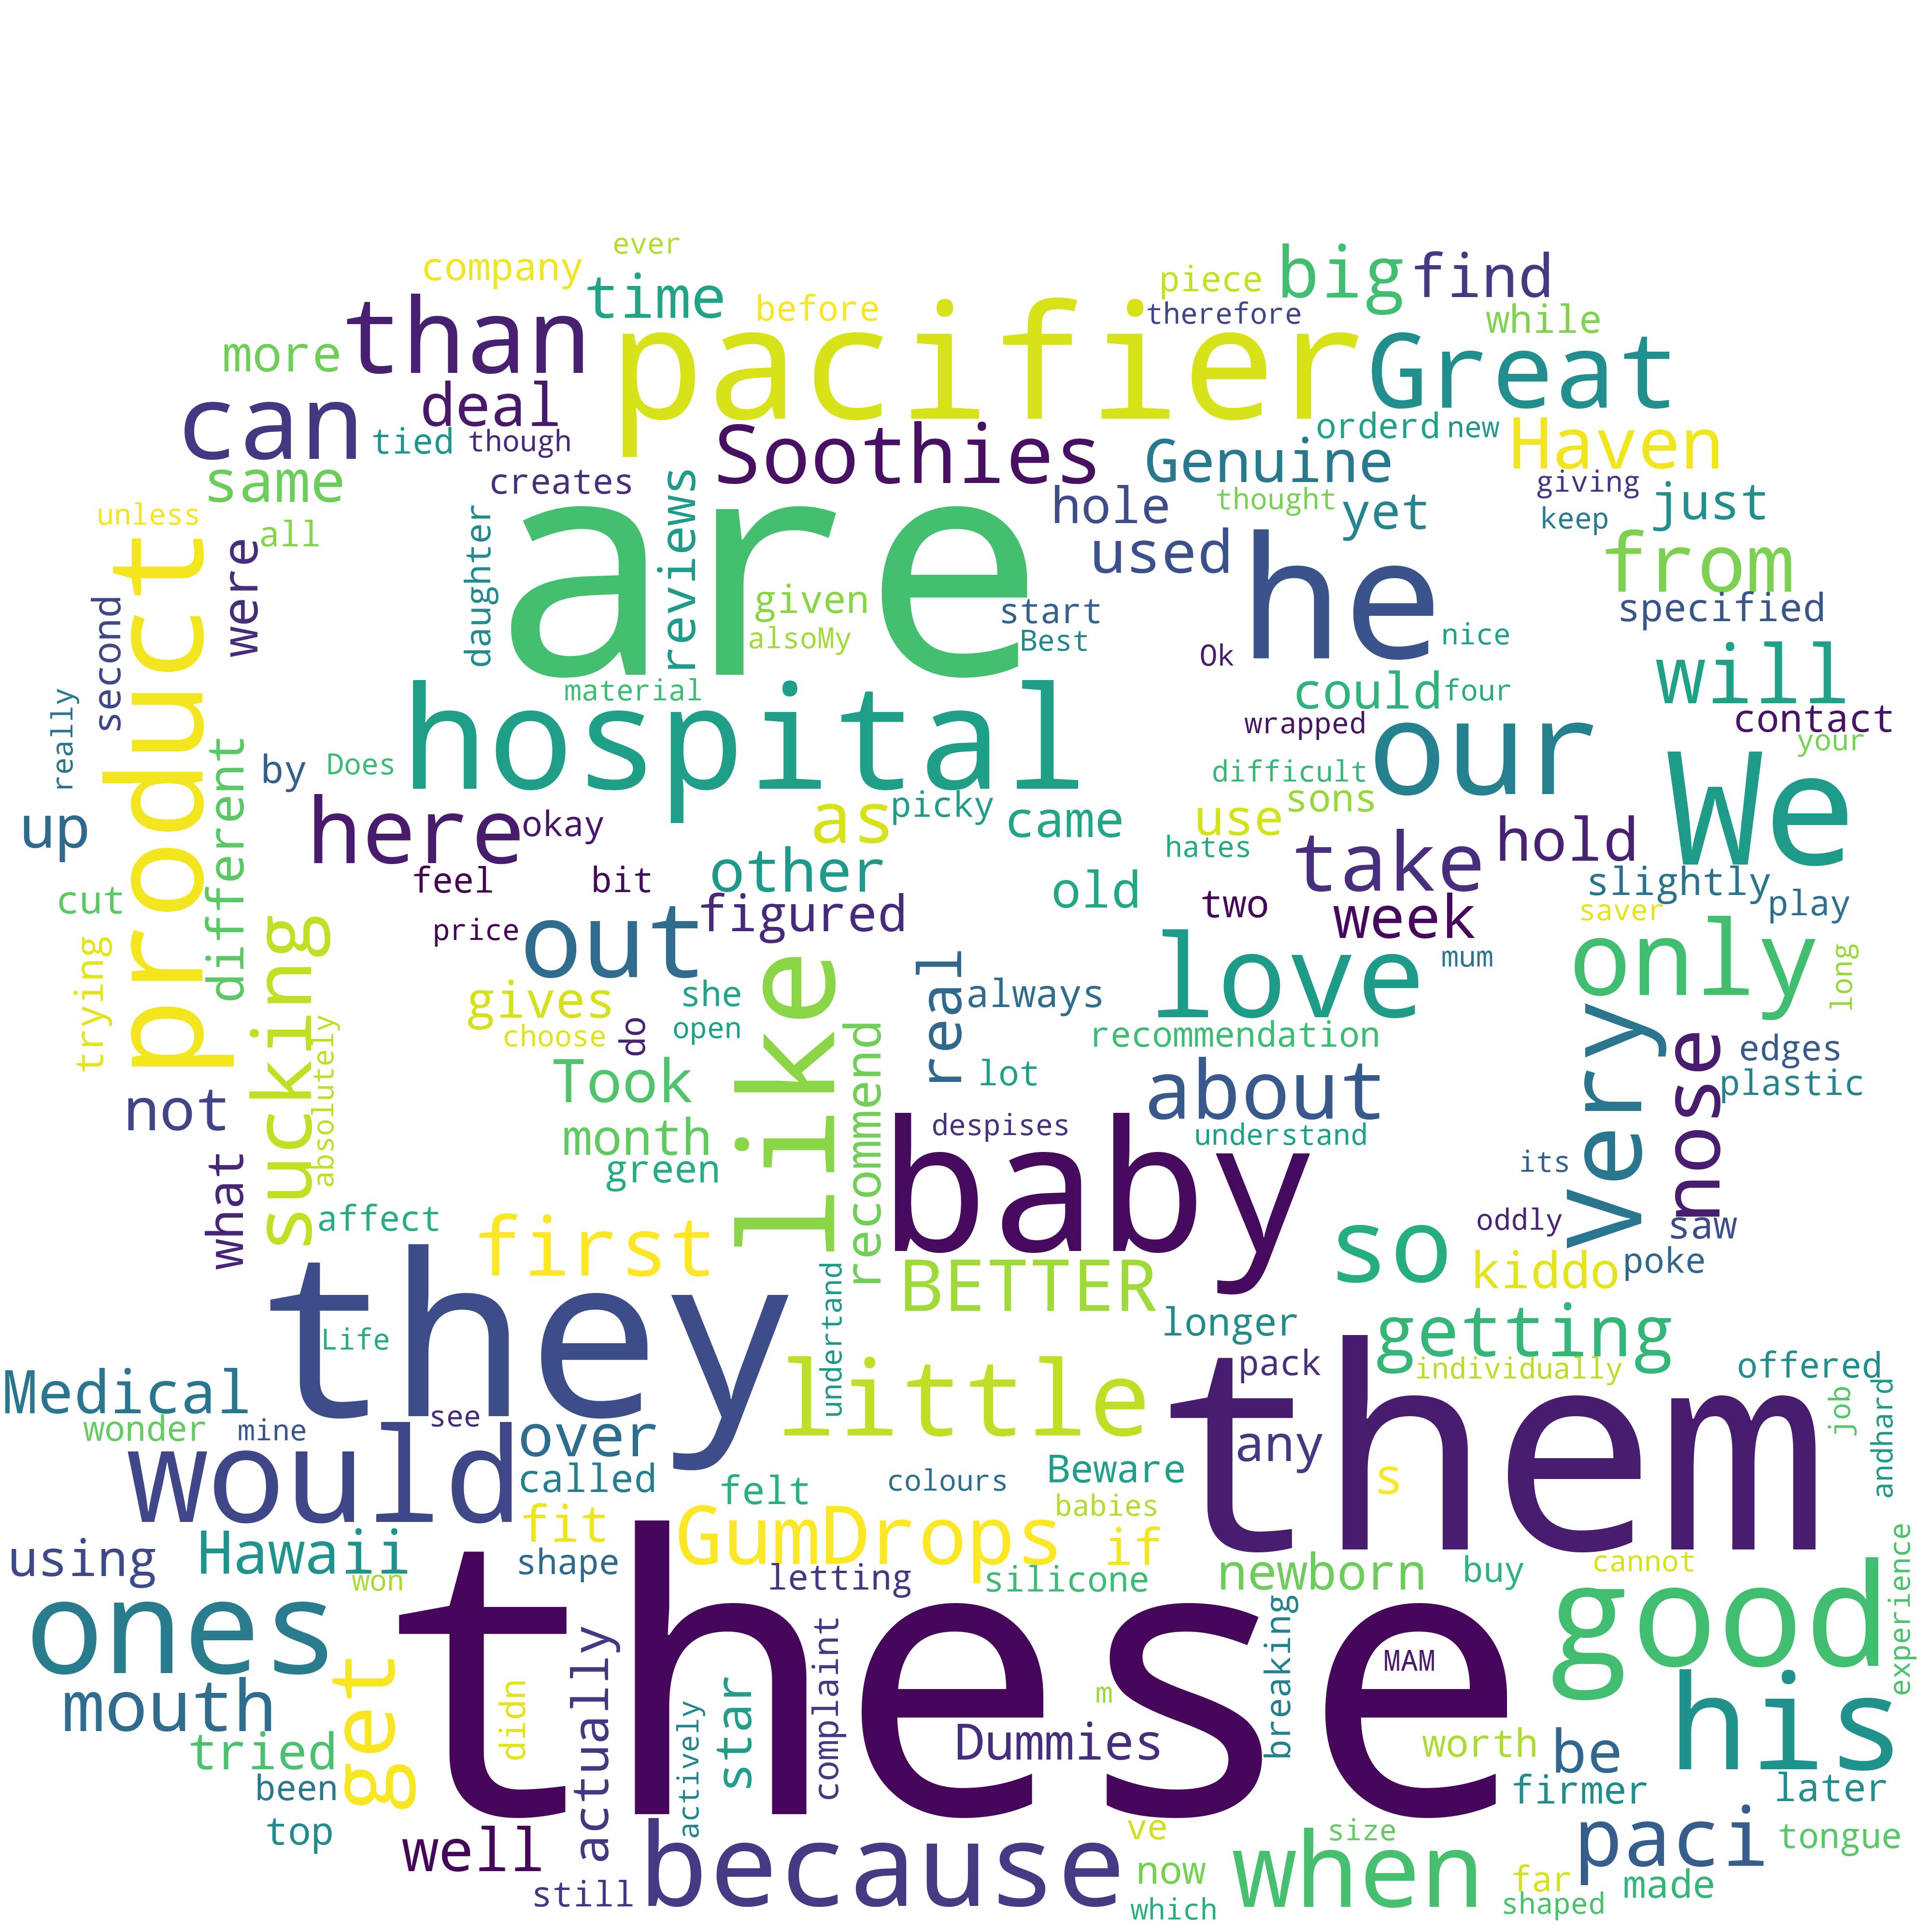 ever
company
time
before
piece
big
find
therefore
while
than
pacifier
Great
more
can
deal
tied
though
Soothies
Genuine
orderd
new
Haven
same
creates
reviews
hole
thought
yet
giving
keep
just
unless
all
product
were
second
daughter
are
given
alsoMy
start
Best
used
he
Ok
nice
from
specified
really
different
by
Does
material
hospital
could
four
wrapped
our
will
contact
your
We
difficult
sons
up
here
okay
as
picky
came
use
hates
take
hold
cut
feel
bit
other
figured
old
two
week
slightly
saver
play
trying
sucking
price
out
like
real
always
love
mum
only
long
gives
choose
she
open
do
recommendation
very
nose
edges
plastic
not
absolutely
Took
month
green
recommend
lot
despises
about
understand
its
what
affect
first
baby
so
oddly
saw
kiddo
poke
they
Life
undertand
BETTER
longer
getting
Medical
wonder
mine
see
would
over
called
little
them
pack
individually
offered
job
andhard
any
s
felt
colours
Beware
babies
using
Hawaii
won
fit
shape
GumDrops
if
letting
silicone
newborn
buy
cannot
experience
ones
these
good
mouth
get
didn
actually
actively
star
complaint
m
Dummies
breaking
MAM
worth
be
his
tried
been
top
firmer
later
well
still
because
ve
now
which
when
size
far
shaped
paci
made
tongue